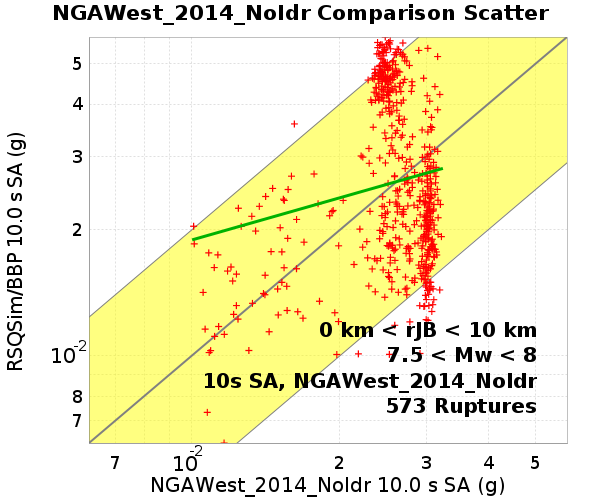 NGAWest_2014_NoIdr Comparison Scatter
RSQSim/BBP 10.0 s SA (g)
5
4
3
2
10-2
8
7
0 km < rJB < 10 km
7.5 < Mw < 8
10s SA, NGAWest_2014_NoIdr
573 Ruptures
7 10-2 2 3 4 5
NGAWest_2014_NoIdr 10.0 s SA (g)